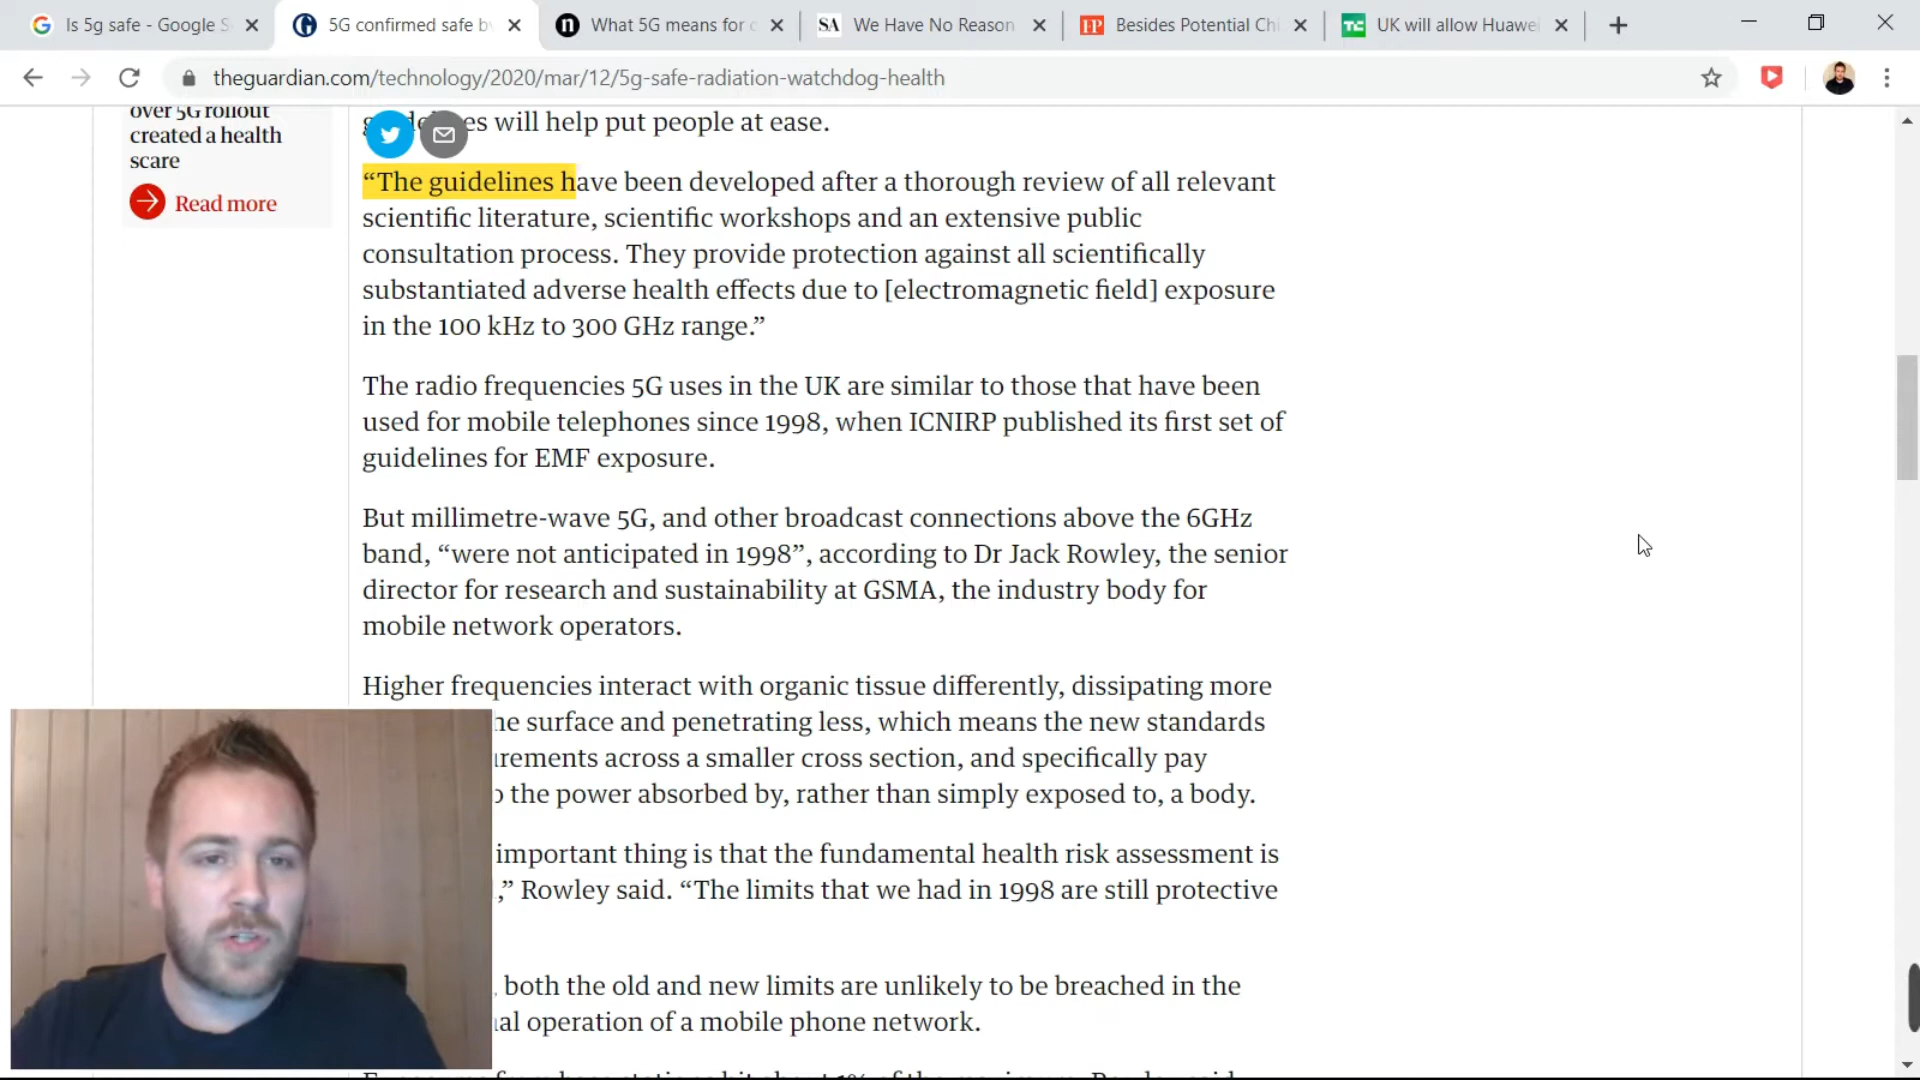 Is 5g safe - Google S
5G confirmed safe by
What 5G means for
We Have No Reason
Besides Potential Chi
UK will allow Huawei
theguardian.com/technology/2020/mar/12/5g-safe-radiation-watchdog-health
over 5G rollout
created a health
scare
Read more
will help put people at ease.
“The guidelines have been developed after a thorough review of all relevant
scientific literature, scientific workshops and an extensive public
consultation process. They provide protection against all scientifically
substantiated adverse health effects due to [electromagnetic field] exposure
in the 100 kHz to 300 GHz range.”
The radio frequencies 5G uses in the UK are similar to those that have been
used for mobile telephones since 1998, when ICNIRP published its first set of
guidelines for EMF exposure.
But millimetre-wave 5G, and other broadcast connections above the 6GHz
band, “were not anticipated in 1998”, according to Dr Jack Rowley, the senior
director for research and sustainability at GSMA, the industry body for
mobile network operators.
Higher frequencies interact with organic tissue differently, dissipating more
he surface and penetrating less, which means the new standards
urements across a smaller cross section, and specifically pay
o the power absorbed by, rather than simply exposed to, a body.
important thing is that the fundamental health risk assessment is
,” Rowley said. “The limits that we had in 1998 are still protective
, both the old and new limits are unlikely to be breached in the
al operation of a mobile phone network.